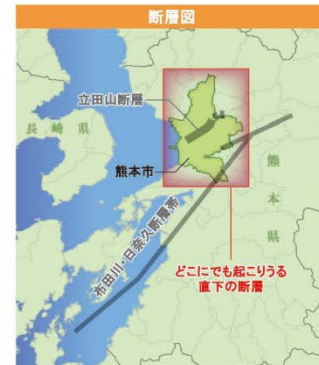 断層図
立田山断層
長崎県
熊本市
熊本県
布田川・日奈久断層帯
どこにでも起こりうる
直下の断層